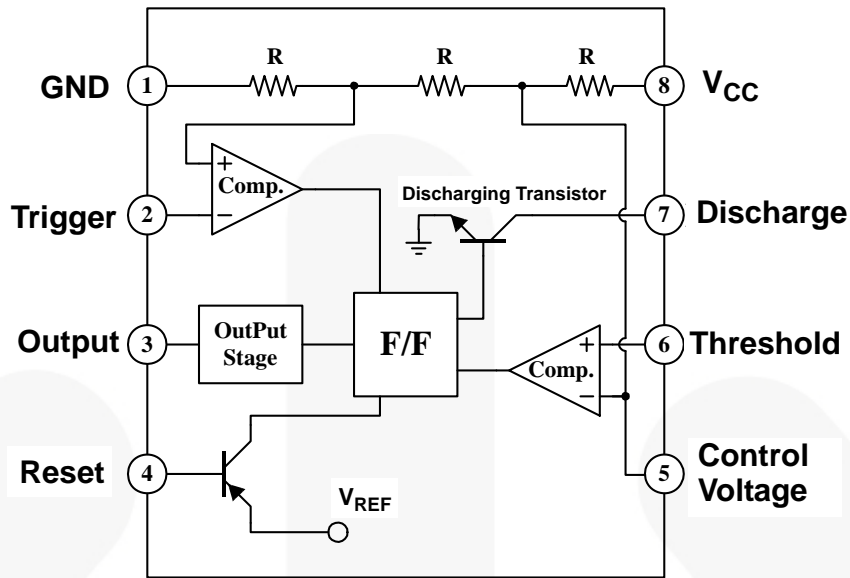 R R R
GND 1
8 VCC
+
Comp.
−
Trigger 2
Discharging Transistor
7 Discharge
Output 3
OutPut
Stage
F/F
+
Comp.
−
6 Threshold
Reset 4
VREF
5 Control
Voltage